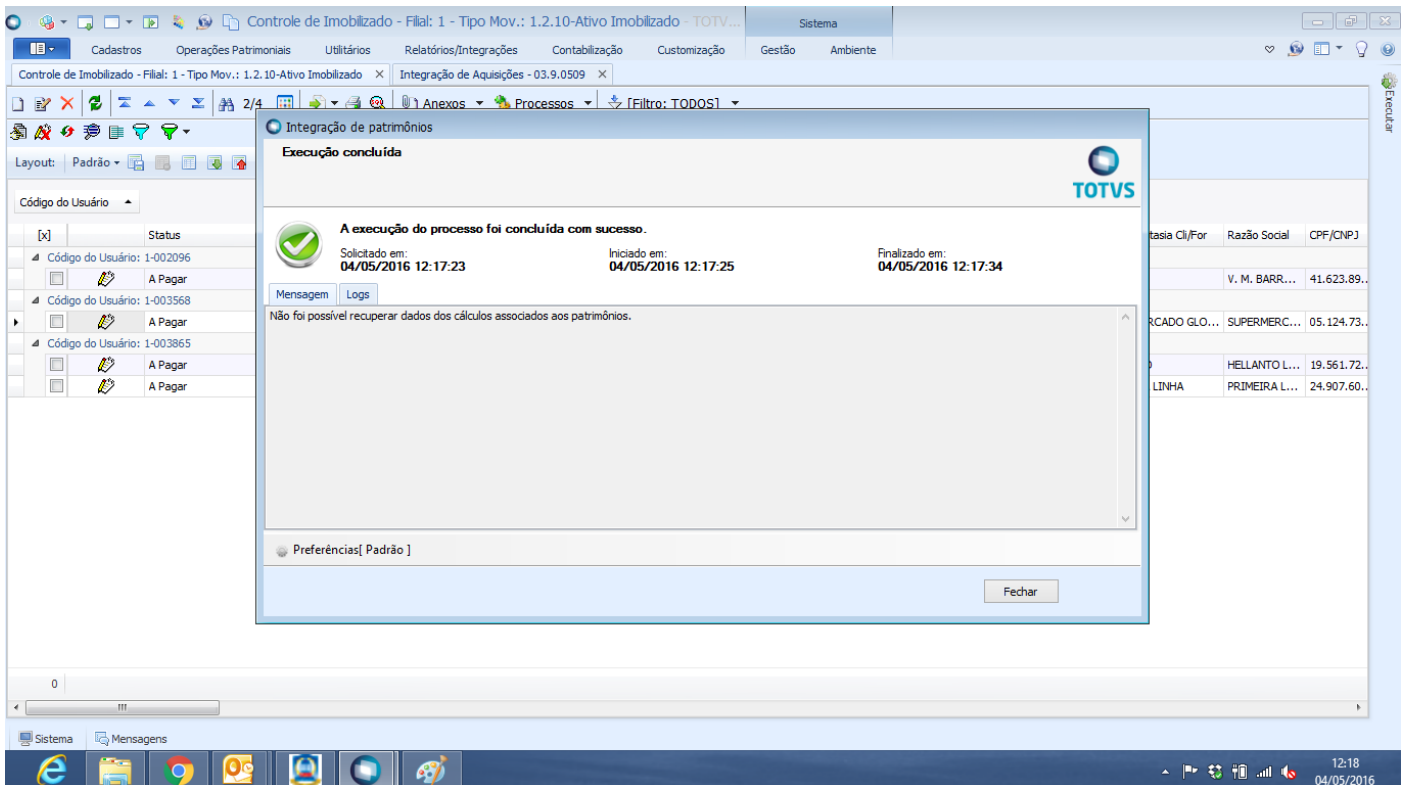 Controle de Imobilizado - Filial: 1 - Tipo Mov.: 1.2.10-Ativo Imobilizado - TOTV...
Sistema
Cadastros Operações Patrimoniais Utilitários Relatórios/Integrações Contabilização Customização Gestão Ambiente
Controle de Imobilizado - Filial: 1 - Tipo Mov.: 1.2.10-Ativo Imobilizado × Integração de Aquisições - 03.9.0509 ×
2/4 Anexos Processos [Filtro: TODOS]
Executar
Layout: Padrão
Código do Usuário
[x] Status tasia Cli/For Razão Social CPF/CNPJ
Código do Usuário: 1-002096
A Pagar V. M. BARR... 41.623.89..
Código do Usuário: 1-003568
A Pagar RCADO GLO... SUPERMERC... 05.124.73..
Código do Usuário: 1-003865
A Pagar HELLANTO L... 19.561.72..
A Pagar LINHA PRIMEIRA L... 24.907.60..
Integração de patrimônios
Execução concluída
TOTVS
A execução do processo foi concluída com sucesso.
Solicitado em: Iniciado em: Finalizado em:
04/05/2016 12:17:23 04/05/2016 12:17:25 04/05/2016 12:17:34
Mensagem Logs
Não foi possível recuperar dados dos cálculos associados aos patrimônios.
Preferências[ Padrão ]
Fechar
0
Sistema Mensagens
12:18
04/05/2016